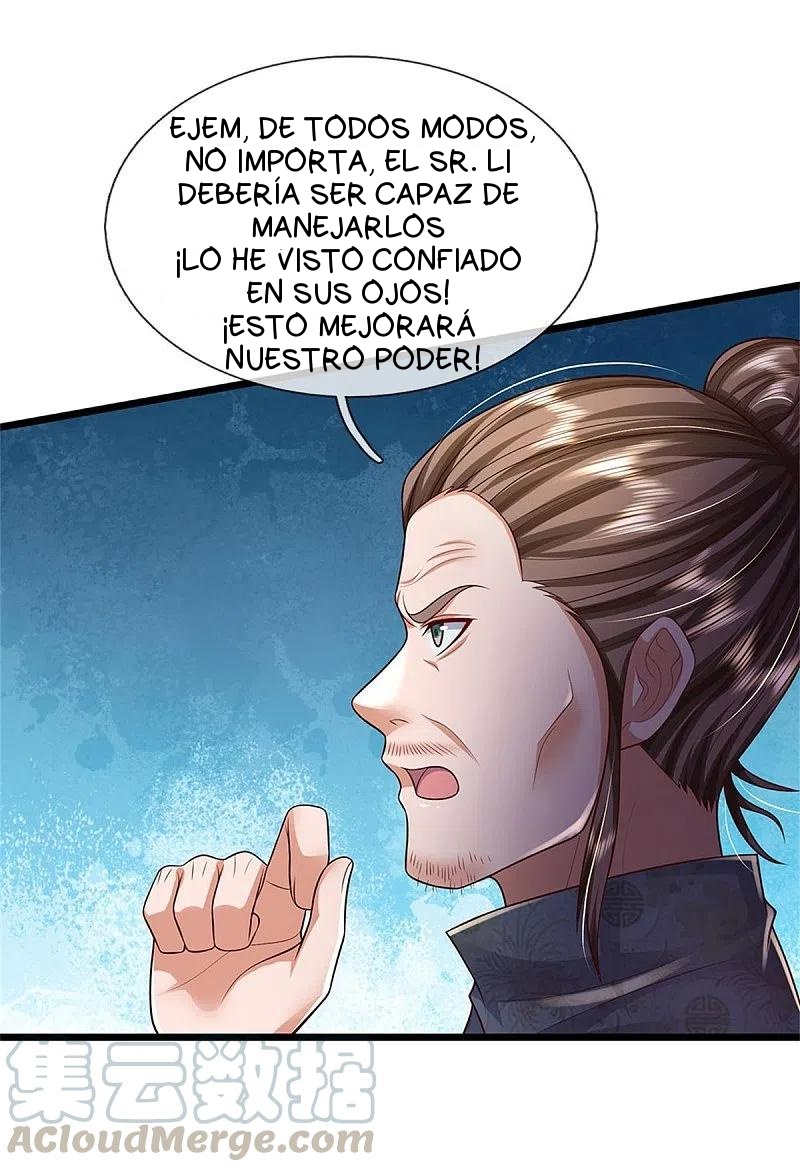 EJEM, DE TODOS MODOS,
NO IMPORTA, EL SR. LI
DEBERÍA SER CAPAZ DE
MANEJARLOS
¡LO HE VISTO CONFIADO
EN SUS OJOS!
¡ESTO MEJORARÁ
NUESTRO PODER!
集云数据
ACloudMerge.com